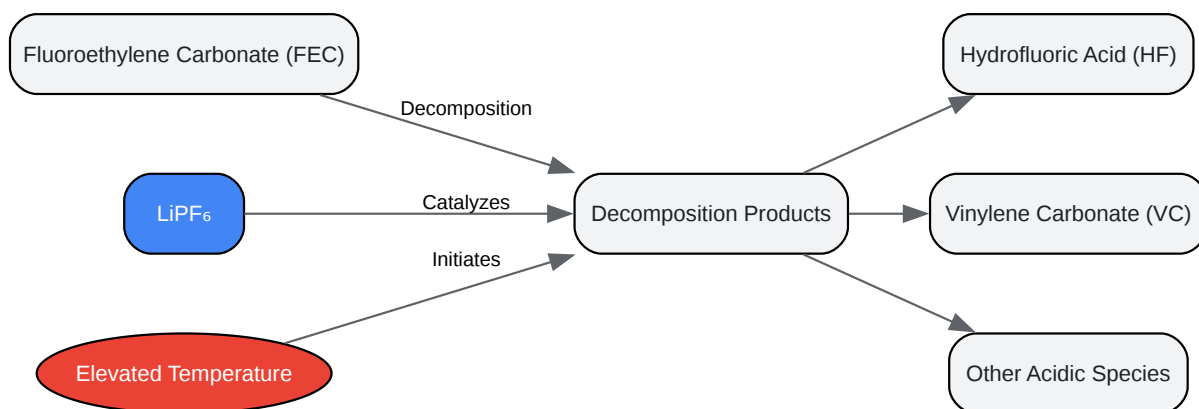 Fluoroethylene Carbonate (FEC)
Hydrofluoric Acid (HF)
Decomposition
LiPF₆
Catalyzes
Decomposition Products
Vinylene Carbonate (VC)
Initiates
Elevated Temperature
Other Acidic Species